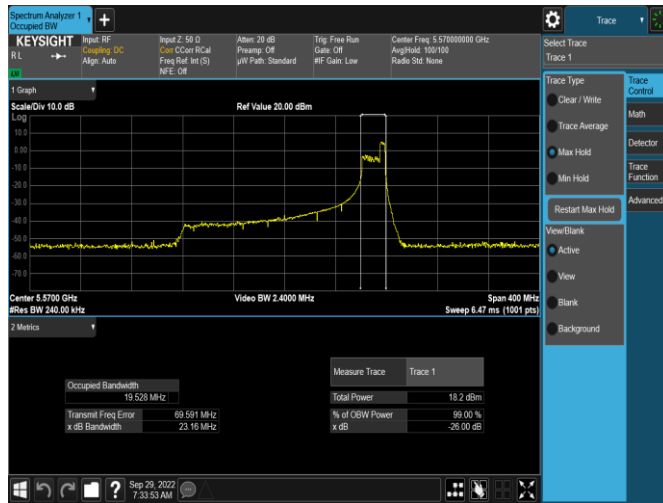 Spectrum Analyzer 1
Occupied BW
Trace
KEYSIGHT
R L
Input: RF
Coupling: DC
Align: Auto
Input Z: 50 Ω
Corr CCorr RCal
Freq Ref: Int (S)
NFE: Off
Atten: 20 dB
Preamp: Off
µW Path: Standard
Trig: Free Run
Gate: Off
#IF Gain: Low
Center Freq: 5.570000000 GHz
Avg|Hold: 100/100
Radio Std: None
1 Graph
Scale/Div 10.0 dB
Ref Value 20.00 dBm
Log
10.0
0.00
-10.0
-20.0
-30.0
-40.0
-50.0
-60.0
-70.0
Center 5.5700 GHz
#Res BW 240.00 kHz
Video BW 2.4000 MHz
Span 400 MHz
Sweep 6.47 ms (1001 pts)
2 Metrics
Measure Trace
Trace 1
Occupied Bandwidth
19.528 MHz
Total Power
18.2 dBm
Transmit Freq Error
69.591 MHz
% of OBW Power
99.00 %
x dB Bandwidth
23.16 MHz
x dB
-26.00 dB
Sep 29, 2022
7:33:53 AM
Select Trace
Trace 1
Trace Type
Clear / Write
Trace Average
Max Hold
Min Hold
Restart Max Hold
View/Blank
Active
View
Blank
Background
Trace
Control
Math
Detector
Trace
Function
Advanced